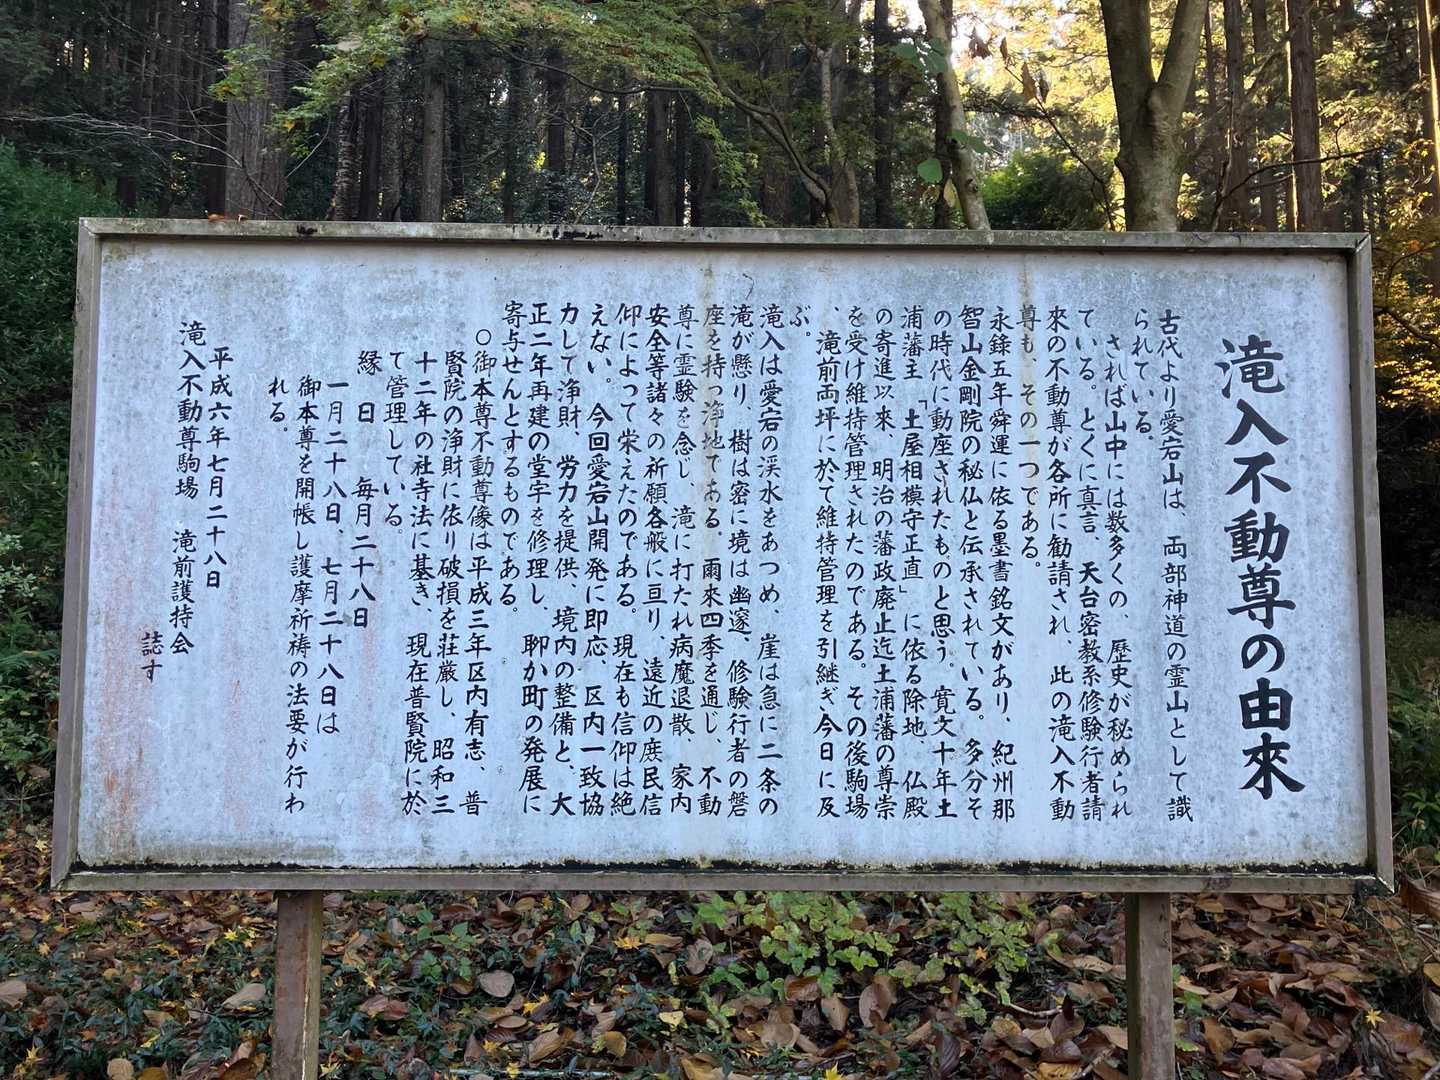 滝入不動尊の由來
古代より愛宕山は、両部神道の霊山として識
られている。
されば山中には数多くの、歴史が秘められ
ている。とくに真言、天台密教系修験行者請
來の不動尊が各所に勧請され、此の滝入不動
尊も、その一つである。
永錄五年舜運に依る墨書銘文があり、紀州那
智山金剛院の秘仏と伝承されている。多分そ
の時代に動座されたものと思う。寛文十年土
浦藩主「土屋相模守正直」に依る除地、仏殿
の寄進以来、明治の藩政廃止迄土浦藩の尊崇
を受け維持管理されたのである。その後駒場
、滝前両坪に於て維持管理を引継ぎ今日に及
ぶ。
滝入は愛宕の渓水をあつめ、崖は急に二条の
滝が懸り、樹は密に境は幽邃、修験行者の磐
座を持つ浄地である。雨来四季を通じ、不動
尊に霊験を念じ、滝に打たれ病魔退散、家内
安全等諸々の祈願各般に亘り、遠近の庶民信
仰によって栄えたのである。現在も信仰は絶
えない。今回愛宕山開発に即応、区内一致協
力して浄財、労力を提供、境内の整備と、大
正二年再建の堂宇を修理し、聊か町の発展に
寄与せんとするものである。
○御本尊不動尊像は平成三年区内有志、普
賢院の浄財に依り破損を荘厳し、昭和三
十二年の社寺法に基き、現在普賢院に於
て管理している。
縁日 毎月二十八日
一月二十八日、七月二十八日は
御本尊を開帳し護摩祈祷の法要が行わ
れる。
平成六年七月二十八日
滝入不動尊駒場 滝前護持会
誌す